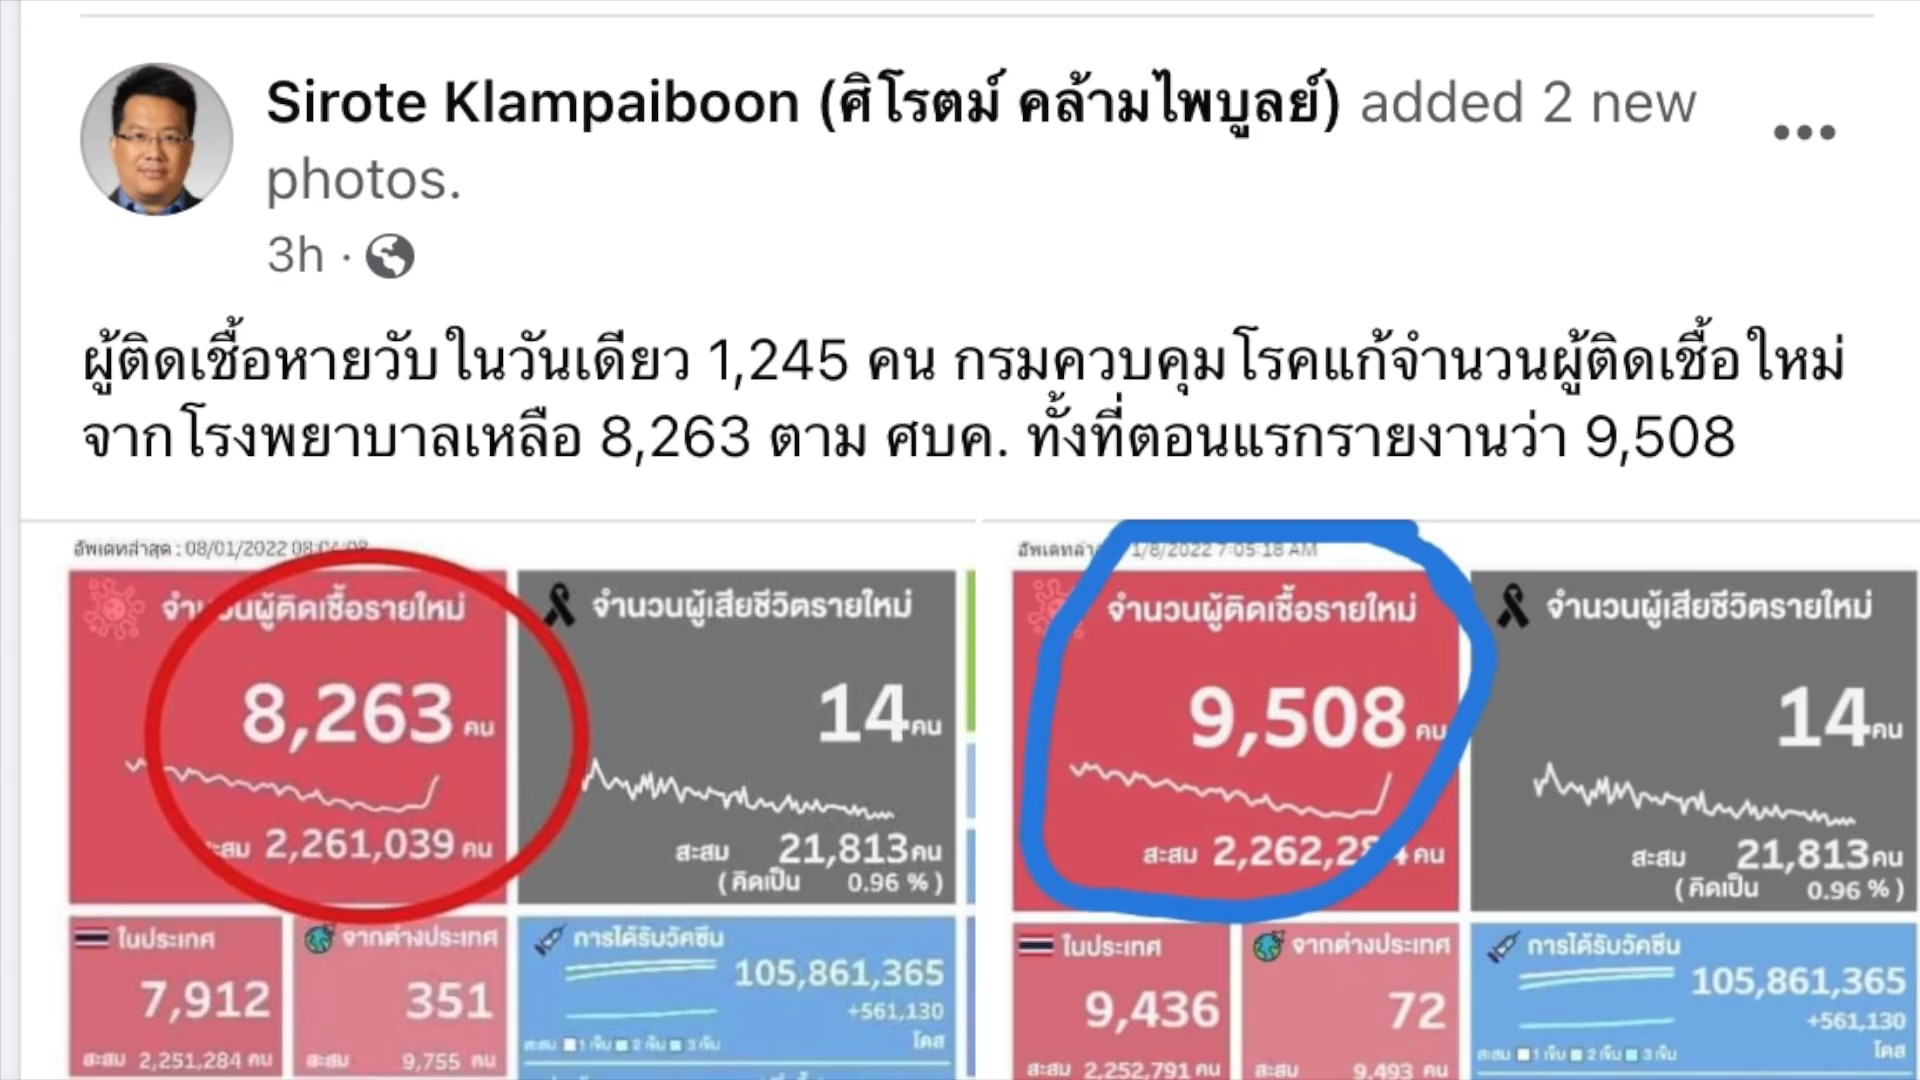 Sirote Klampaiboon (ศิโรตม์ คล้ามไพบูลย์) added 2 new
photos.
3h ·
ผู้ติดเชื้อหายวับในวันเดียว 1,245 คน กรมควบคุมโรคแก้จำนวนผู้ติดเชื้อใหม่
จากโรงพยาบาลเหลือ 8,263 ตาม ศบค. ทั้งที่ตอนแรกรายงานว่า 9,508
อัพเดทล่าสุด : 08/01/2022 08:04:08
จำนวนผู้ติดเชื้อรายใหม่
8,263 คน
สะสม 2,261,039 คน
จำนวนผู้เสียชีวิตรายใหม่
14 คน
สะสม 21,813 คน
( คิดเป็น 0.96 % )
ในประเทศ
7,912
สะสม 2,251,284 คน
จากต่างประเทศ
351
สะสม 9,755 คน
การได้รับวัคซีน
105,861,365
+561,130
โดส
สะสม 1 เข็ม 2 เข็ม 3 เข็ม
1/8/2022 7:05:18 AM
จำนวนผู้ติดเชื้อรายใหม่
9,508 คน
สะสม 2,262,284 คน
จำนวนผู้เสียชีวิตรายใหม่
14 คน
สะสม 21,813 คน
( คิดเป็น 0.96 % )
ในประเทศ
9,436
สะสม 2,252,791 คน
จากต่างประเทศ
72
สะสม 9,493 คน
การได้รับวัคซีน
105,861,365
+561,130
โดส
สะสม 1 เข็ม 2 เข็ม 3 เข็ม